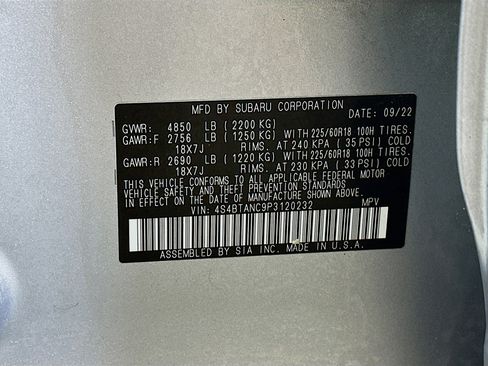 MFD BY SUBARU CORPORATION DATE: 09/22
GVWR: 4850 LB (2200 KG)
GAWR:F 2756 LB (1250 KG) WITH 225/60R18 100H TIRES.
18X7J RIMS. AT 240 KPA (35 PSI) COLD
GAWR:R 2690 LB (1220 KG) WITH 225/60R18 100H TIRES.
18X7J RIMS. AT 230 KPA (33 PSI) COLD
THIS VEHICLE CONFORMS TO ALL APPLICABLE FEDERAL MOTOR
VEHICLE SAFETY, BUMPER, AND THEFT PREVENTION STANDARDS
IN EFFECT ON THE DATE OF MANUFACTURE SHOWN ABOVE.
VIN: 4S4BTANC9P3120232 MPV
ASSEMBLED BY SIA INC. MADE IN U.S.A.